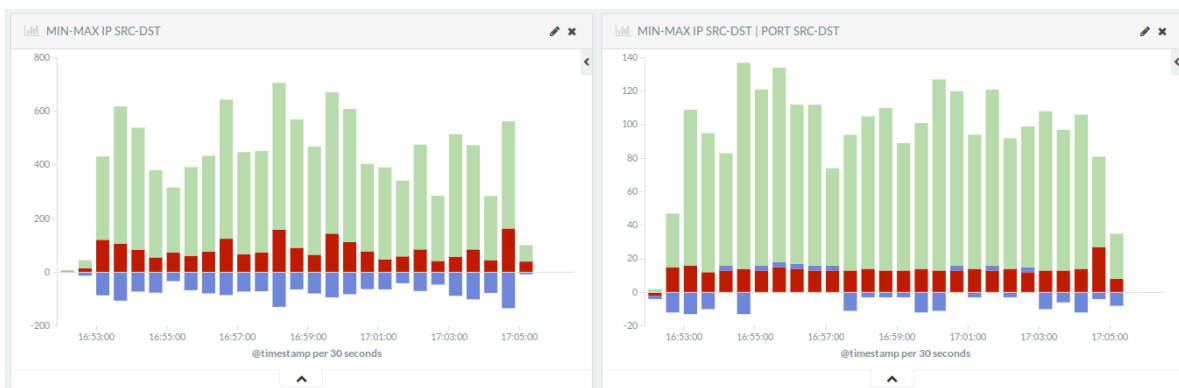 MIN-MAX IP SRC-DST
800
600
400
200
0
-200
16:53:00 16:55:00 16:57:00 16:59:00 17:01:00 17:03:00 17:05:00
@timestamp per 30 seconds
MIN-MAX IP SRC-DST | PORT SRC-DST
140
120
100
80
60
40
20
0
-20
16:53:00 16:55:00 16:57:00 16:59:00 17:01:00 17:03:00 17:05:00
@timestamp per 30 seconds